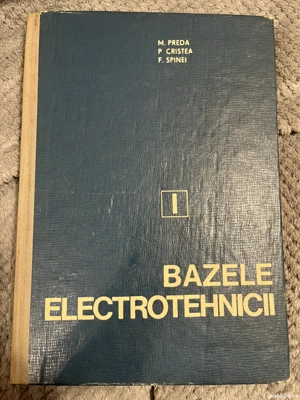 M. PREDA
P CRISTEA
F. SPINEI
I
BAZELE
ELECTROTEHNICII